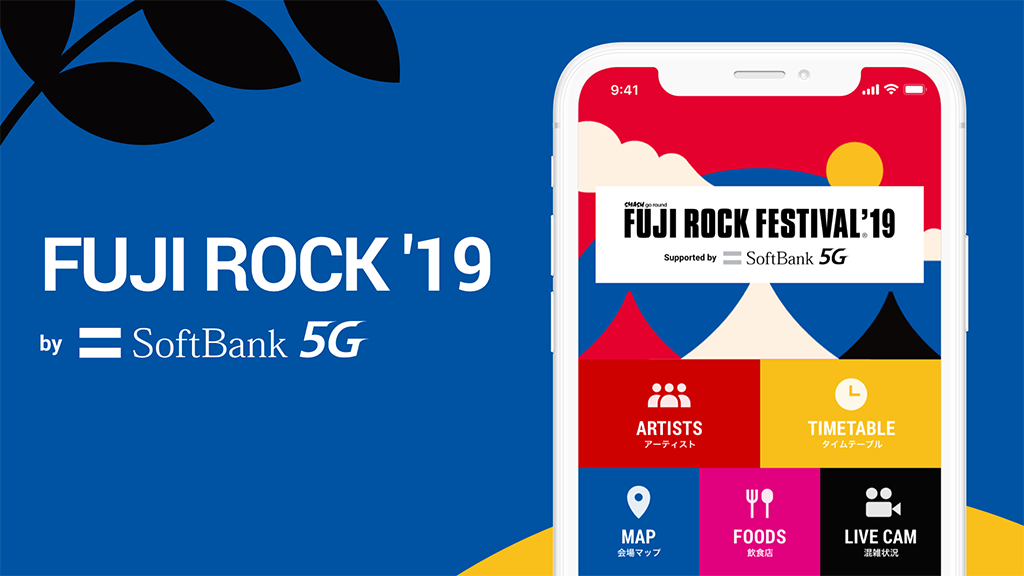 FUJI ROCK '19
by SoftBank 5G
9:41
SMASH go round
FUJI ROCK FESTIVAL.'19
®
Supported by SoftBank 5G
ARTISTS
アーティスト
TIMETABLE
タイムテーブル
MAP
会場マップ
FOODS
飲食店
LIVE CAM
混雑状況